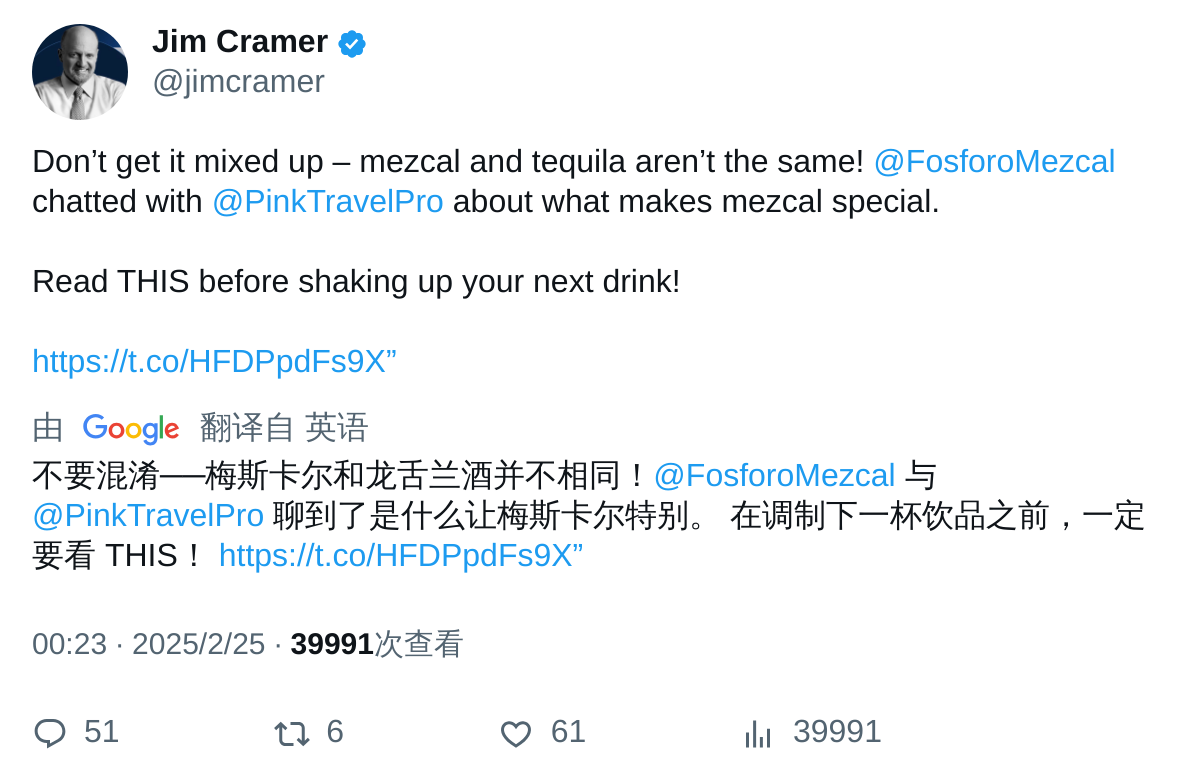 Jim Cramer
@jimcramer
Don’t get it mixed up – mezcal and tequila aren’t the same! @FosforoMezcal
chatted with @PinkTravelPro about what makes mezcal special.
Read THIS before shaking up your next drink!
https://t.co/HFDPpdFs9X”
由 Google 翻译自 英语
不要混淆──梅斯卡尔和龙舌兰酒并不相同！@FosforoMezcal 与
@PinkTravelPro 聊到了是什么让梅斯卡尔特别。 在调制下一杯饮品之前，一定
要看 THIS！ https://t.co/HFDPpdFs9X”
00:23 · 2025/2/25 · 39991次查看
51 6 61 39991